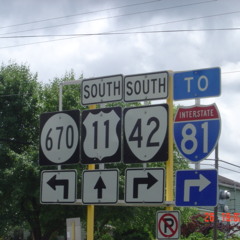 SOUTH SOUTH TO
670 11 42 INTERSTATE
81
P